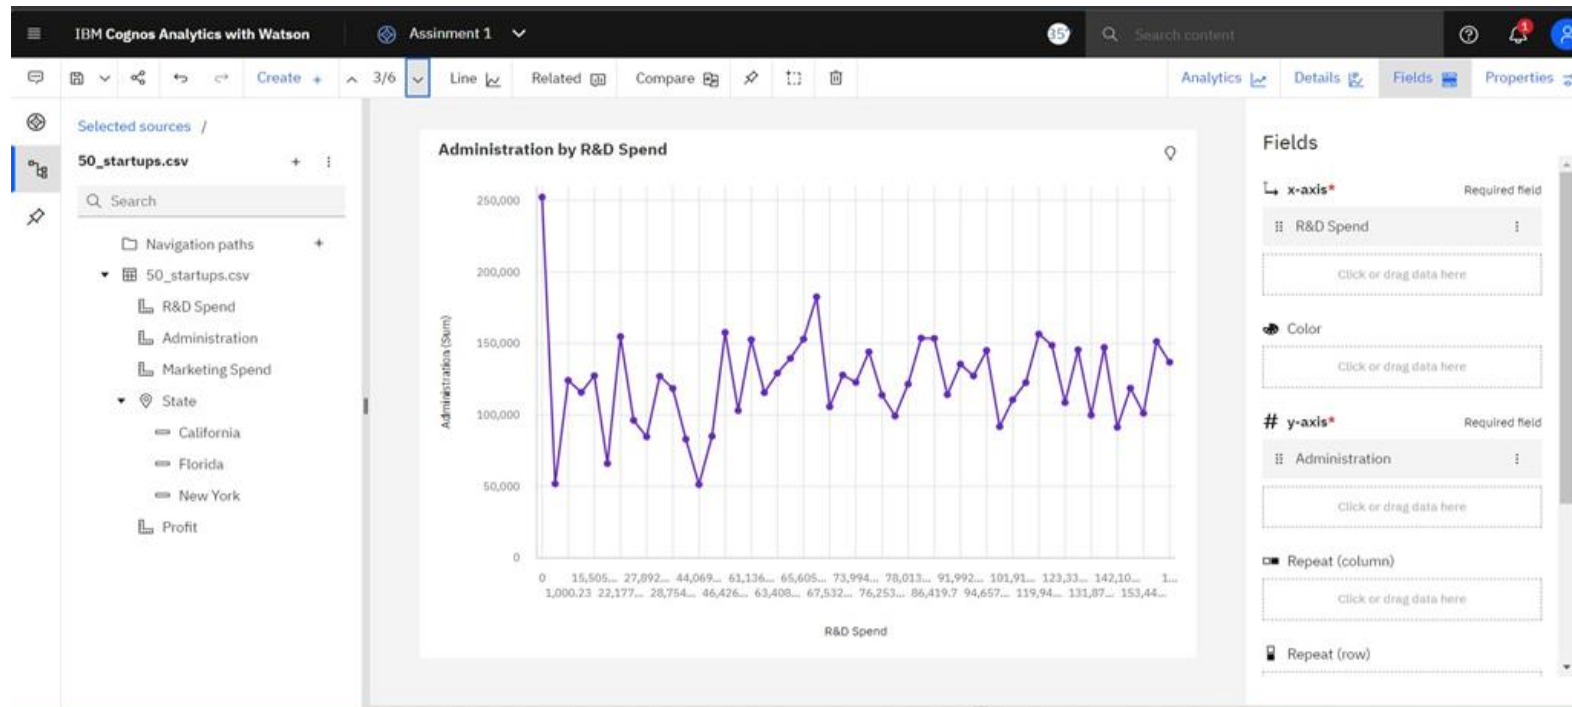 IBM Cognos Analytics with Watson
Assinment 1
35
Search content
1
Create +
3/6
Line
Related
Compare
Analytics
Details
Fields
Properties
Selected sources /
50_startups.csv
Search
Navigation paths
50_startups.csv
R&D Spend
Administration
Marketing Spend
State
California
Florida
New York
Profit
Administration by R&D Spend
Administration (Sum)
250,000
200,000
150,000
100,000
50,000
0
0 15,505... 27,892... 44,069... 61,136... 65,605... 73,994... 78,013... 91,992... 101,91... 123,33... 142,10... 1...
1,000.23 22,177... 28,754... 46,426... 63,408... 67,532... 76,253... 86,419.7 94,657... 119,94... 131,87... 153,44...
R&D Spend
Fields
x-axis* Required field
R&D Spend
Click or drag data here
Color
Click or drag data here
# y-axis* Required field
Administration
Click or drag data here
Repeat (column)
Click or drag data here
Repeat (row)